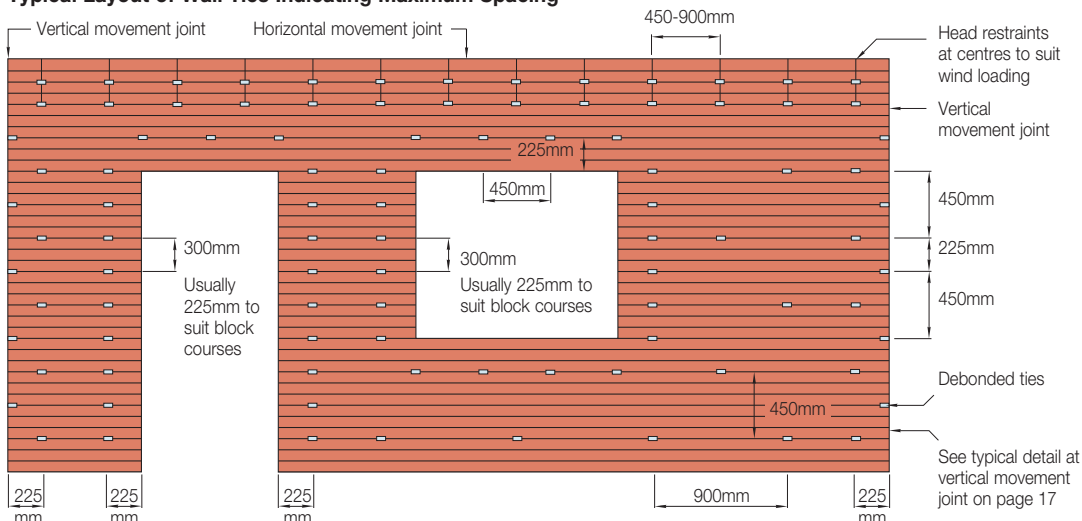 Typical Layout of Wall Ties Indicating Maximum Spacing
Vertical movement joint
Horizontal movement joint
450-900mm
Head restraints
at centres to suit
wind loading
Vertical
movement joint
225mm
450mm
450mm
300mm
Usually
225mm to
suit block
courses
300mm
Usually 225mm to
suit block courses
225mm
450mm
Debonded ties
450mm
See typical detail at
vertical movement
joint on page 17
225
mm
225
mm
225
mm
900mm
225
mm